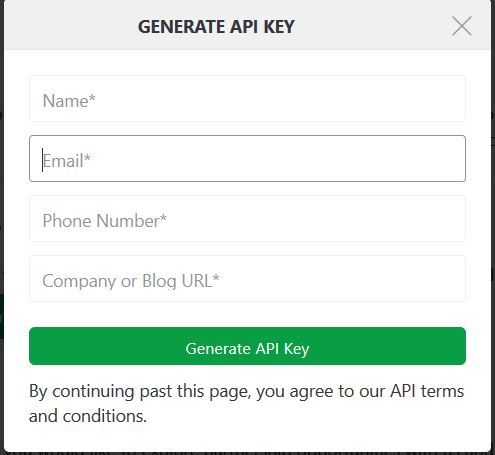 GENERATE API KEY
Name*
Email*
Phone Number*
Company or Blog URL*
Generate API Key
By continuing past this page, you agree to our API terms
and conditions.